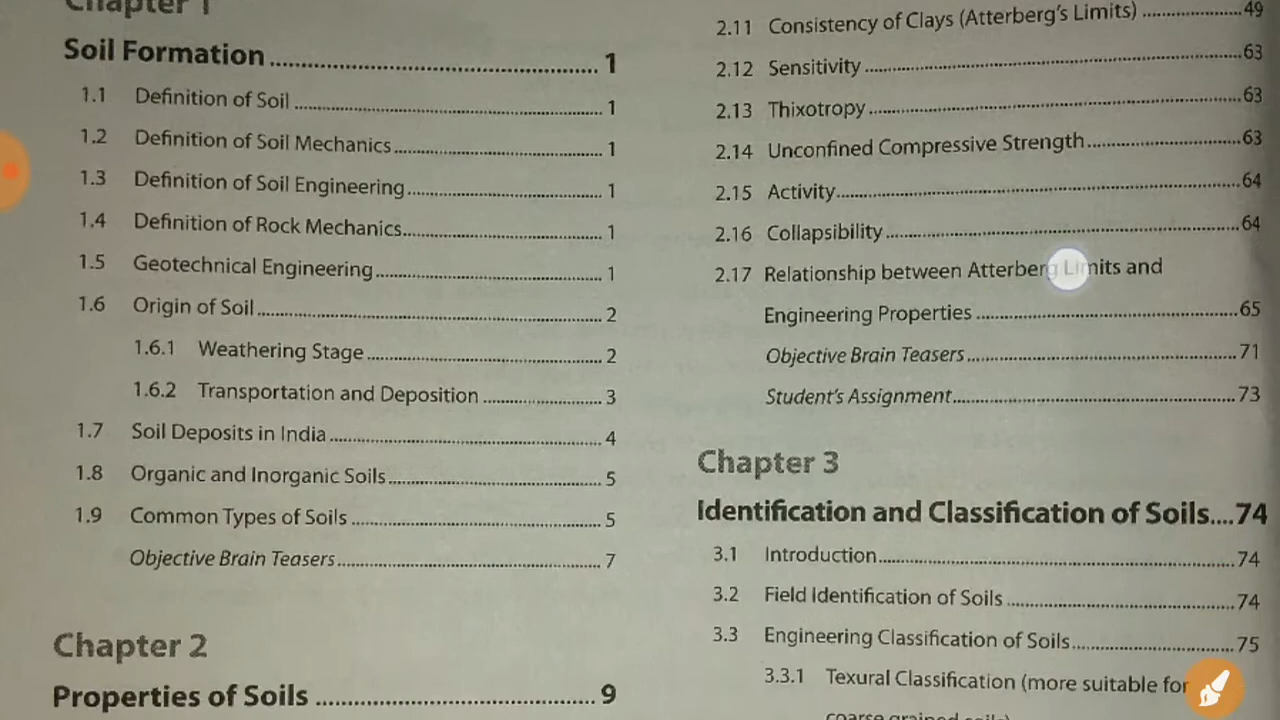 Chapter 1
Soil Formation 1
1.1 Definition of Soil 1
1.2 Definition of Soil Mechanics 1
1.3 Definition of Soil Engineering 1
1.4 Definition of Rock Mechanics 1
1.5 Geotechnical Engineering 1
1.6 Origin of Soil 2
1.6.1 Weathering Stage 2
1.6.2 Transportation and Deposition 3
1.7 Soil Deposits in India 4
1.8 Organic and Inorganic Soils 5
1.9 Common Types of Soils 5
Objective Brain Teasers 7
Chapter 2
Properties of Soils 9
2.11 Consistency of Clays (Atterberg's Limits) 49
2.12 Sensitivity 63
2.13 Thixotropy 63
2.14 Unconfined Compressive Strength 63
2.15 Activity 64
2.16 Collapsibility 64
2.17 Relationship between Atterberg Limits and
Engineering Properties 65
Objective Brain Teasers 71
Student's Assignment 73
Chapter 3
Identification and Classification of Soils....74
3.1 Introduction 74
3.2 Field Identification of Soils 74
3.3 Engineering Classification of Soils 75
3.3.1 Texural Classification (more suitable for
coarse grained soils)